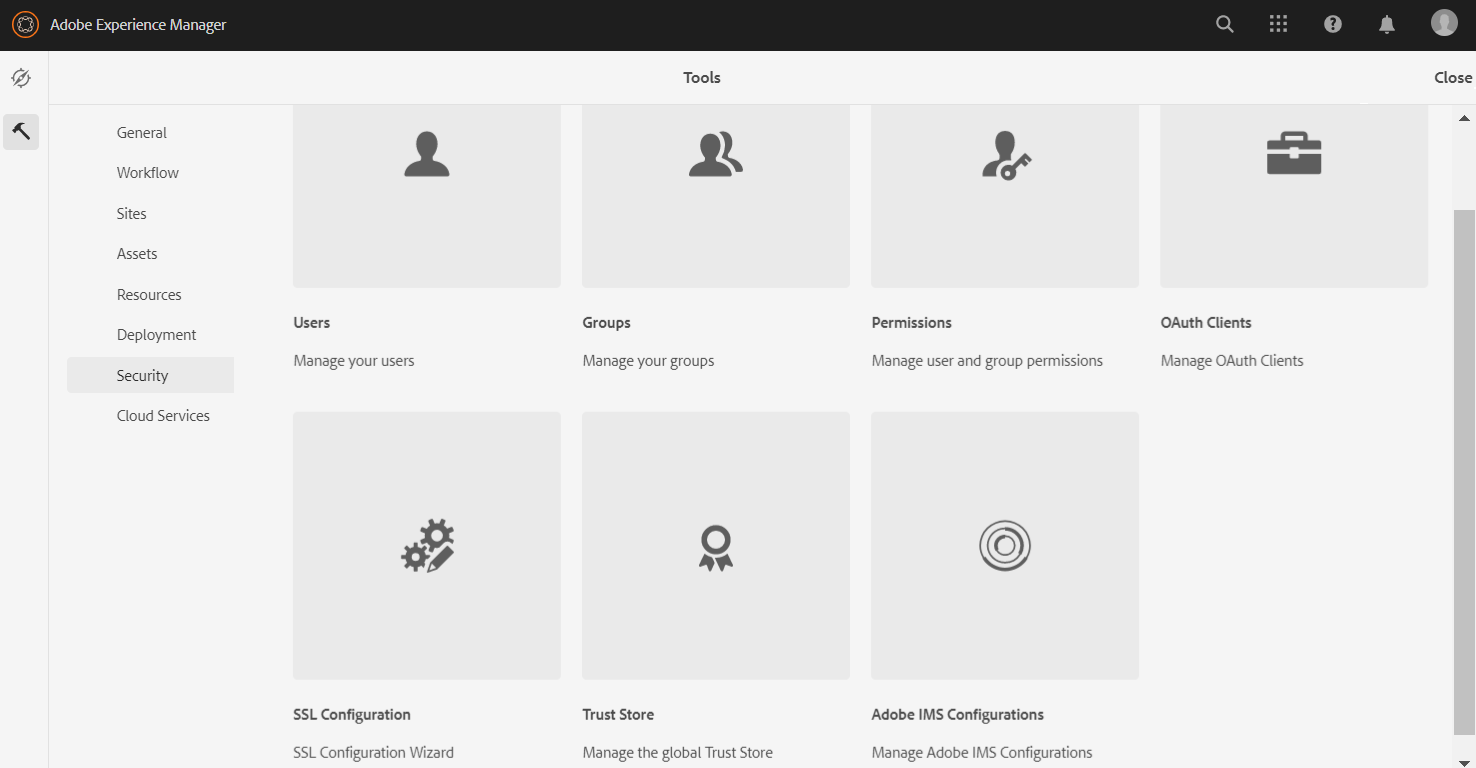 Adobe Experience Manager
Tools
Close
General
Workflow
Sites
Assets
Resources
Deployment
Security
Cloud Services
Users
Groups
Permissions
OAuth Clients
Manage your users
Manage your groups
Manage user and group permissions
Manage OAuth Clients
SSL Configuration
Trust Store
Adobe IMS Configurations
SSL Configuration Wizard
Manage the global Trust Store
Manage Adobe IMS Configurations